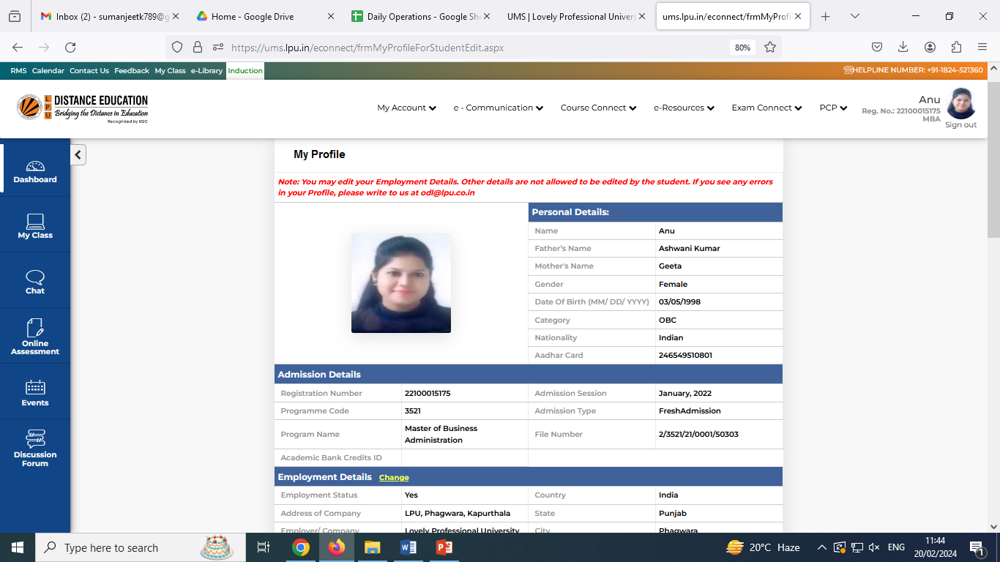 Inbox (2) - sumanjeetk789@g
Home - Google Drive
Daily Operations - Google She
UMS | Lovely Professional Univers
ums.lpu.in/econnect/frmMyProfi
https://ums.lpu.in/econnect/frmMyProfileForStudentEdit.aspx
80%
RMS Calendar Contact Us Feedback My Class e-Library Induction
HELPLINE NUMBER: +91-1824-521360
LPU
DISTANCE EDUCATION
Bridging the Distance in Education
Recognized by UGC
My Account e - Communication Course Connect e-Resources Exam Connect PCP
Anu
Reg. No.: 22100015175
MBA
Sign out
Dashboard
My Class
Chat
Online
Assessment
Events
Discussion
Forum
My Profile
Note: You may edit your Employment Details. Other details are not allowed to be edited by the student. If you see any errors
in your Profile, please write to us at odl@lpu.co.in
Personal Details:
Name Anu
Father's Name Ashwani Kumar
Mother's Name Geeta
Gender Female
Date Of Birth (MM/ DD/ YYYY) 03/05/1998
Category OBC
Nationality Indian
Aadhar Card 246549510801
Admission Details
Registration Number 22100015175 Admission Session January, 2022
Programme Code 3521 Admission Type FreshAdmission
Program Name Master of Business
Administration File Number 2/3521/21/0001/50303
Academic Bank Credits ID
Employment Details Change
Employment Status Yes Country India
Address of Company LPU, Phagwara, Kapurthala State Punjab
Employer/ Company Lovely Professional University City Phagwara
Type here to search
20°C Haze
ENG
11:44
20/02/2024
1